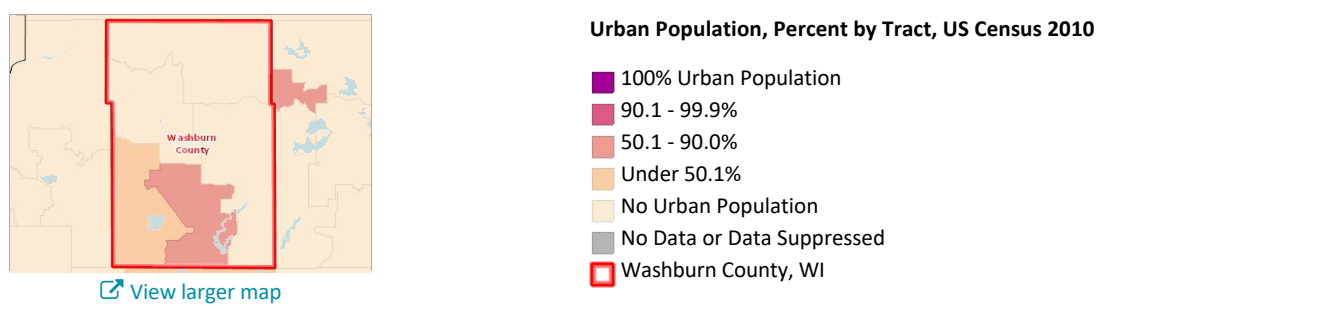 Washburn
County
View larger map
Urban Population, Percent by Tract, US Census 2010
100% Urban Population
90.1 - 99.9%
50.1 - 90.0%
Under 50.1%
No Urban Population
No Data or Data Suppressed
Washburn County, WI